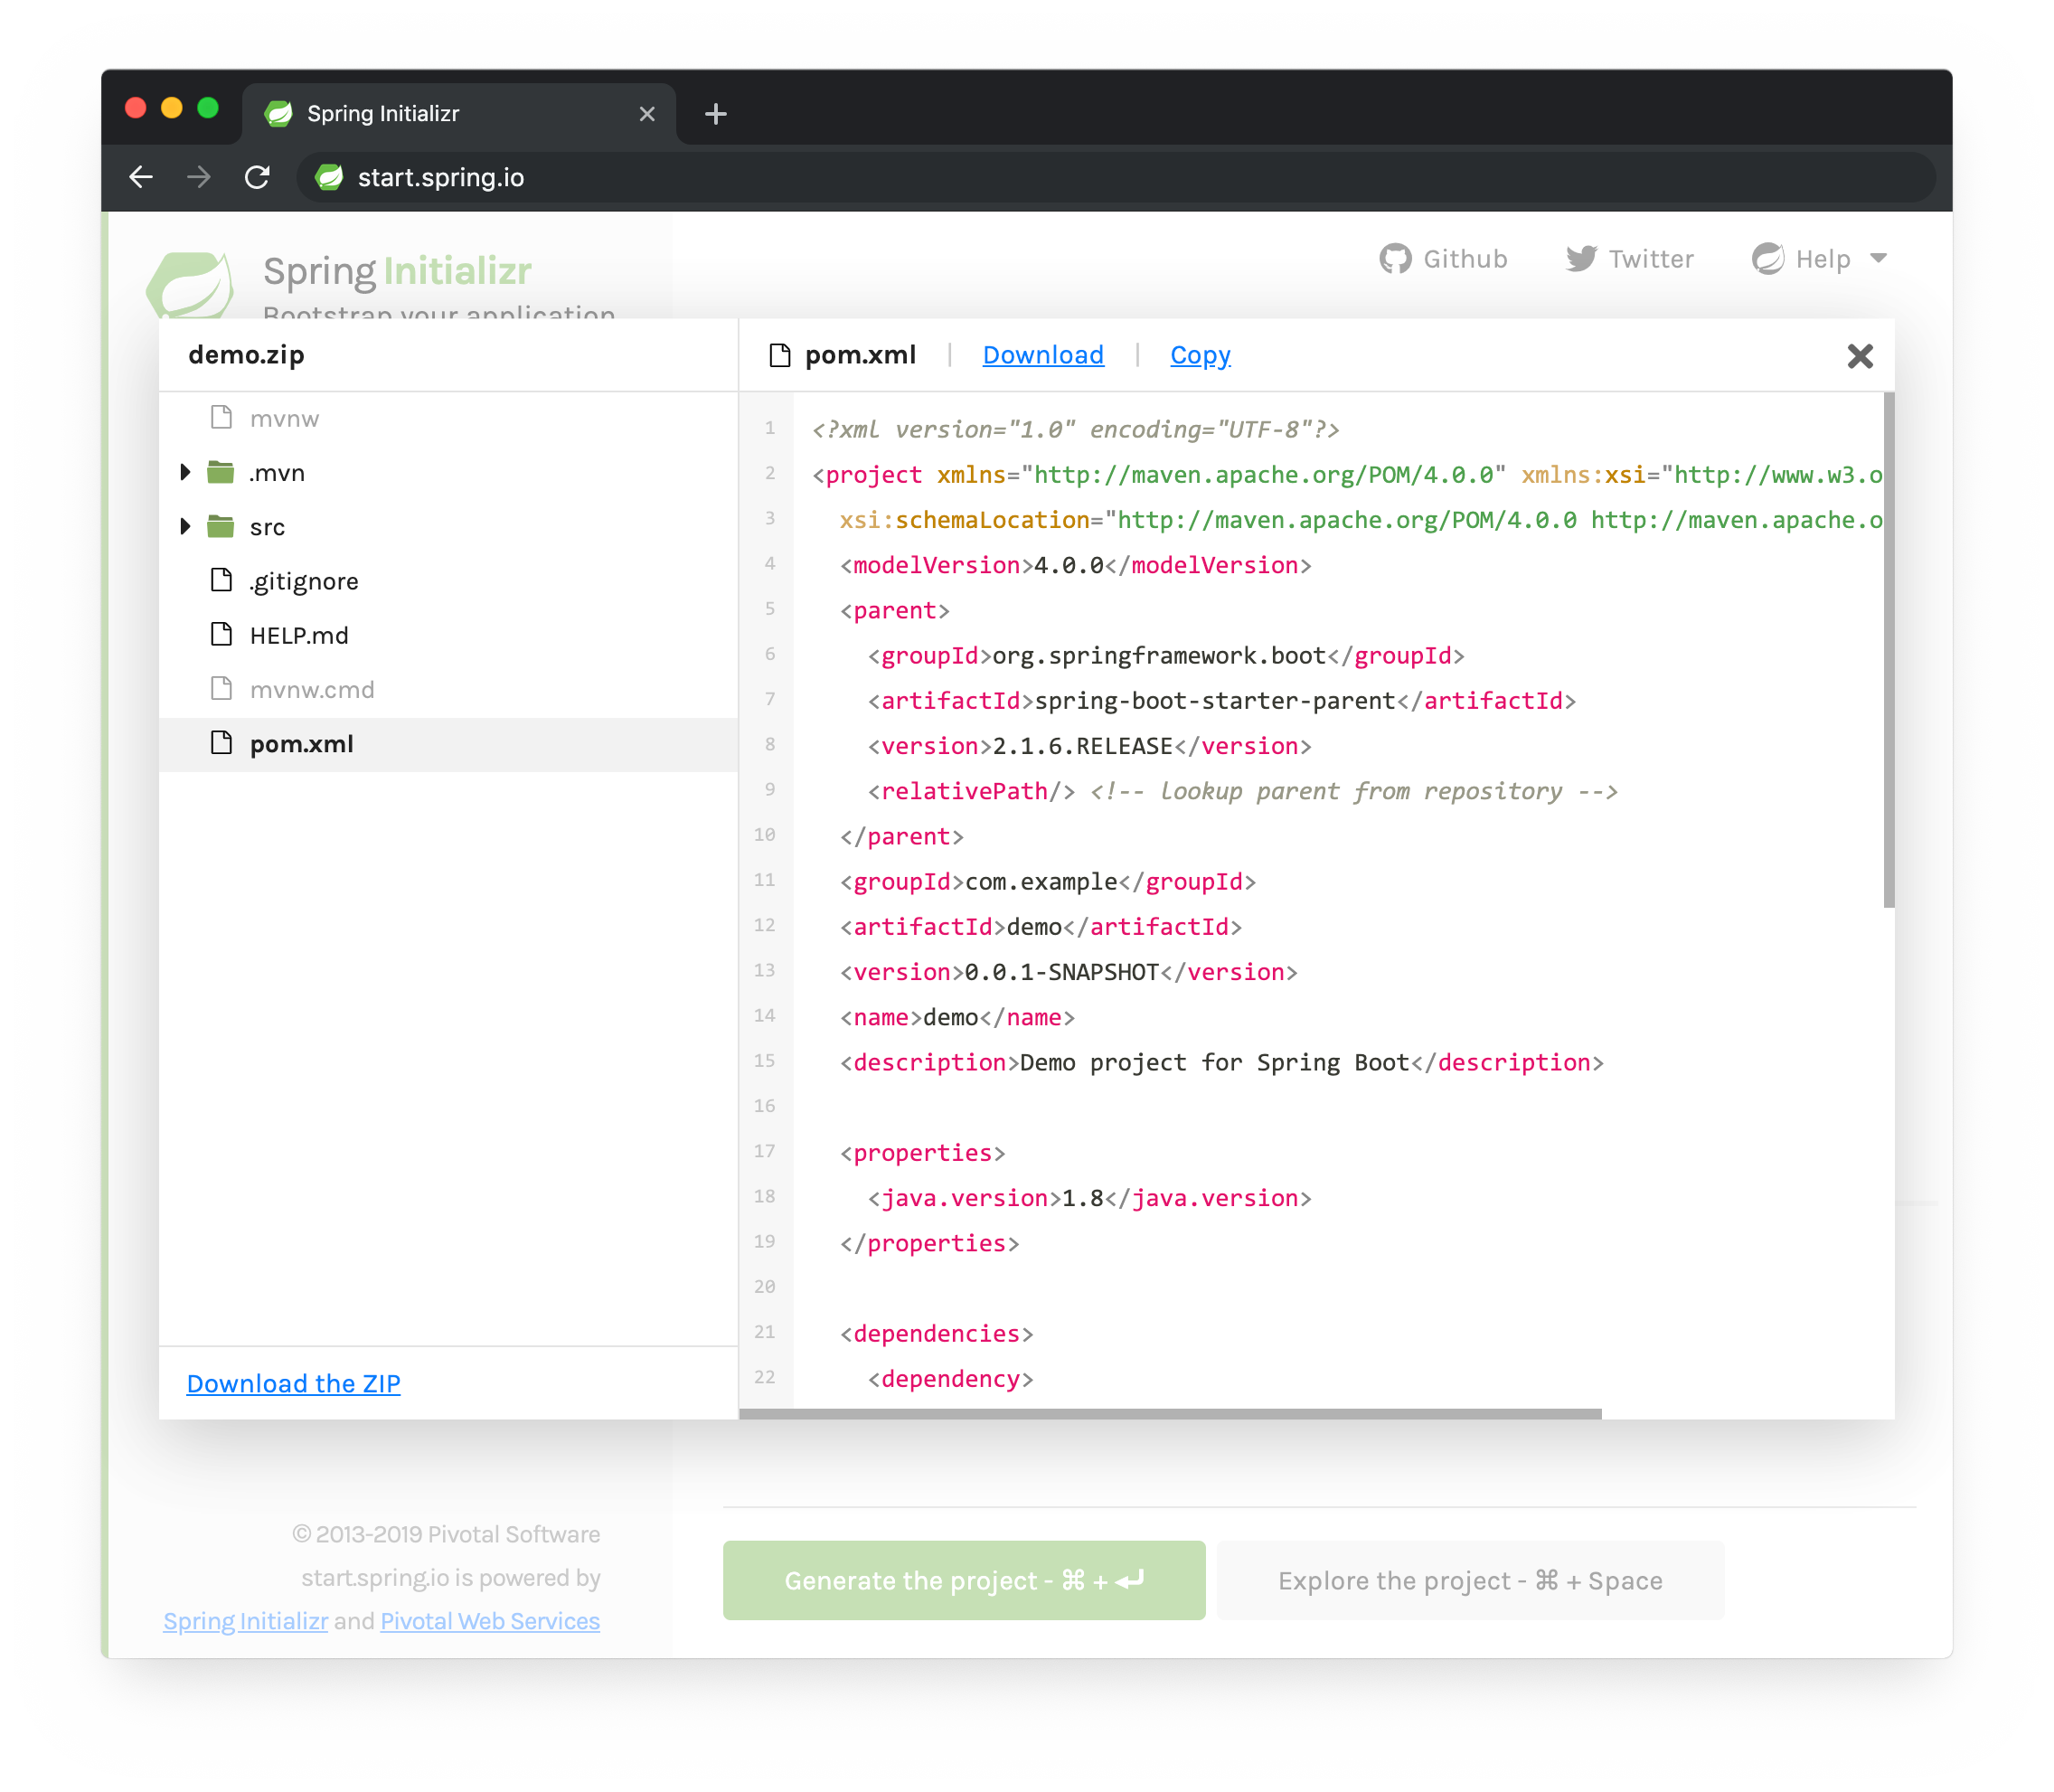 Spring Initializr
start.spring.io
Spring Initializr
Bootstrap your application
Github
Twitter
Help
demo.zip
mvnw
.mvn
src
.gitignore
HELP.md
mvnw.cmd
pom.xml
Download the ZIP
pom.xml | Download | Copy
1 <?xml version="1.0" encoding="UTF-8"?>
2 <project xmlns="http://maven.apache.org/POM/4.0.0" xmlns:xsi="http://www.w3.o
3 xsi:schemaLocation="http://maven.apache.org/POM/4.0.0 http://maven.apache.o
4 <modelVersion>4.0.0</modelVersion>
5 <parent>
6 <groupId>org.springframework.boot</groupId>
7 <artifactId>spring-boot-starter-parent</artifactId>
8 <version>2.1.6.RELEASE</version>
9 <relativePath/> <!-- lookup parent from repository -->
10 </parent>
11 <groupId>com.example</groupId>
12 <artifactId>demo</artifactId>
13 <version>0.0.1-SNAPSHOT</version>
14 <name>demo</name>
15 <description>Demo project for Spring Boot</description>
16
17 <properties>
18 <java.version>1.8</java.version>
19 </properties>
20
21 <dependencies>
22 <dependency>
© 2013-2019 Pivotal Software
start.spring.io is powered by
Spring Initializr and Pivotal Web Services
Generate the project - ⌘ + ↵
Explore the project - ⌘ + Space